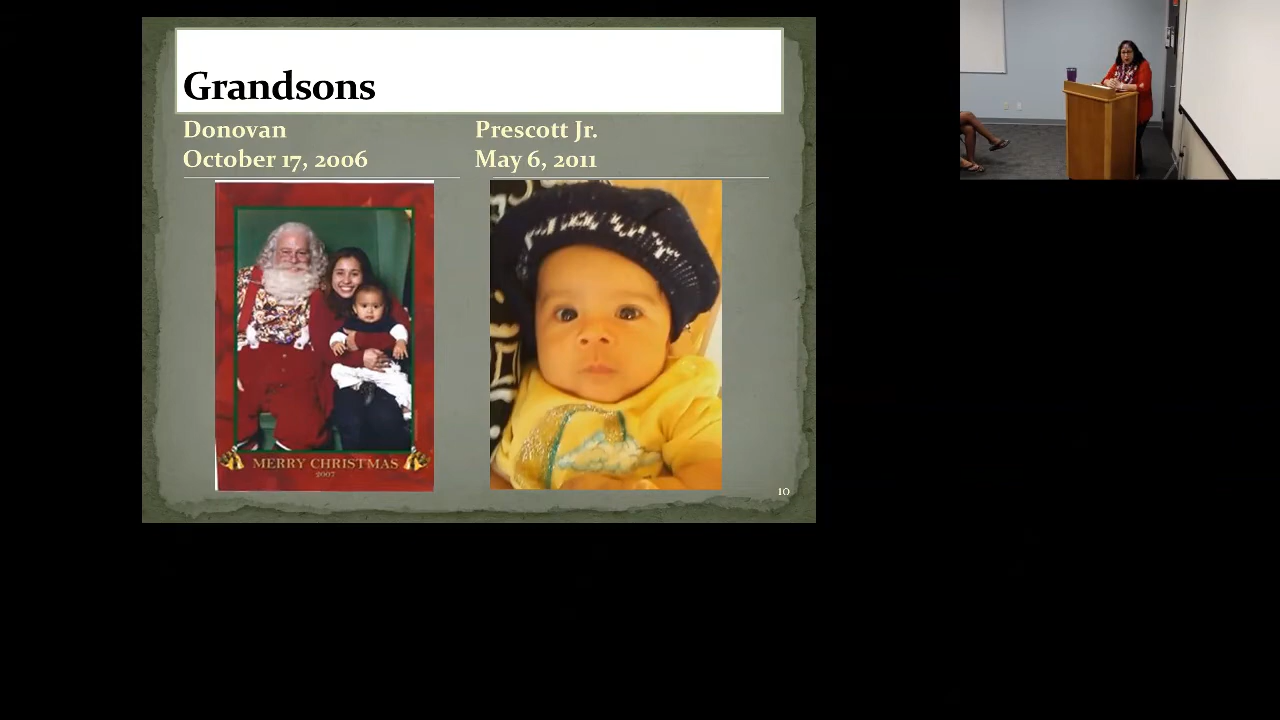 Grandsons
Donovan
October 17, 2006
Prescott Jr.
May 6, 2011
MERRY CHRISTMAS
2007
10